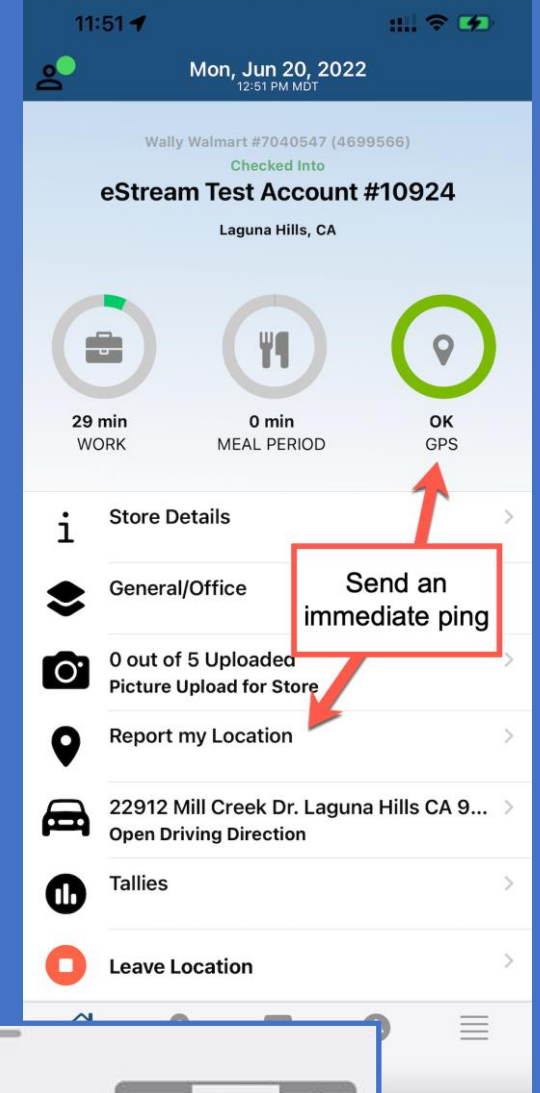 11:51
Mon, Jun 20, 2022
12:51 PM MDT
Wally Walmart #7040547 (4699566)
Checked Into
eStream Test Account #10924
Laguna Hills, CA
29 min
WORK
0 min
MEAL PERIOD
OK
GPS
Store Details
General/Office
Send an
immediate ping
0 out of 5 Uploaded
Picture Upload for Store
Report my Location
22912 Mill Creek Dr. Laguna Hills CA 9...
Open Driving Direction
Tallies
Leave Location